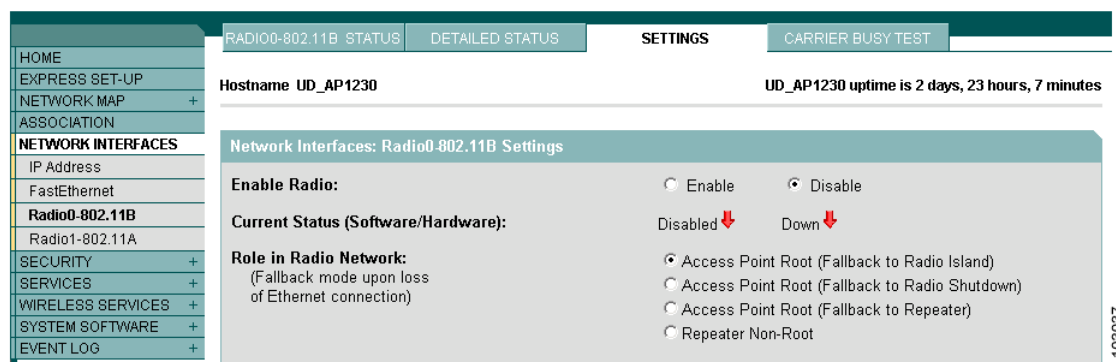 RADIO0-802.11B STATUS
DETAILED STATUS
SETTINGS
CARRIER BUSY TEST
HOME
EXPRESS SET-UP
NETWORK MAP +
ASSOCIATION
NETWORK INTERFACES
IP Address
FastEthernet
Radio0-802.11B
Radio1-802.11A
SECURITY +
SERVICES +
WIRELESS SERVICES +
SYSTEM SOFTWARE +
EVENT LOG +
Hostname UD_AP1230
UD_AP1230 uptime is 2 days, 23 hours, 7 minutes
Network Interfaces: Radio0-802.11B Settings
Enable Radio:
Enable
Disable
Current Status (Software/Hardware):
Disabled
Down
Role in Radio Network:
(Fallback mode upon loss
of Ethernet connection)
Access Point Root (Fallback to Radio Island)
Access Point Root (Fallback to Radio Shutdown)
Access Point Root (Fallback to Repeater)
Repeater Non-Root